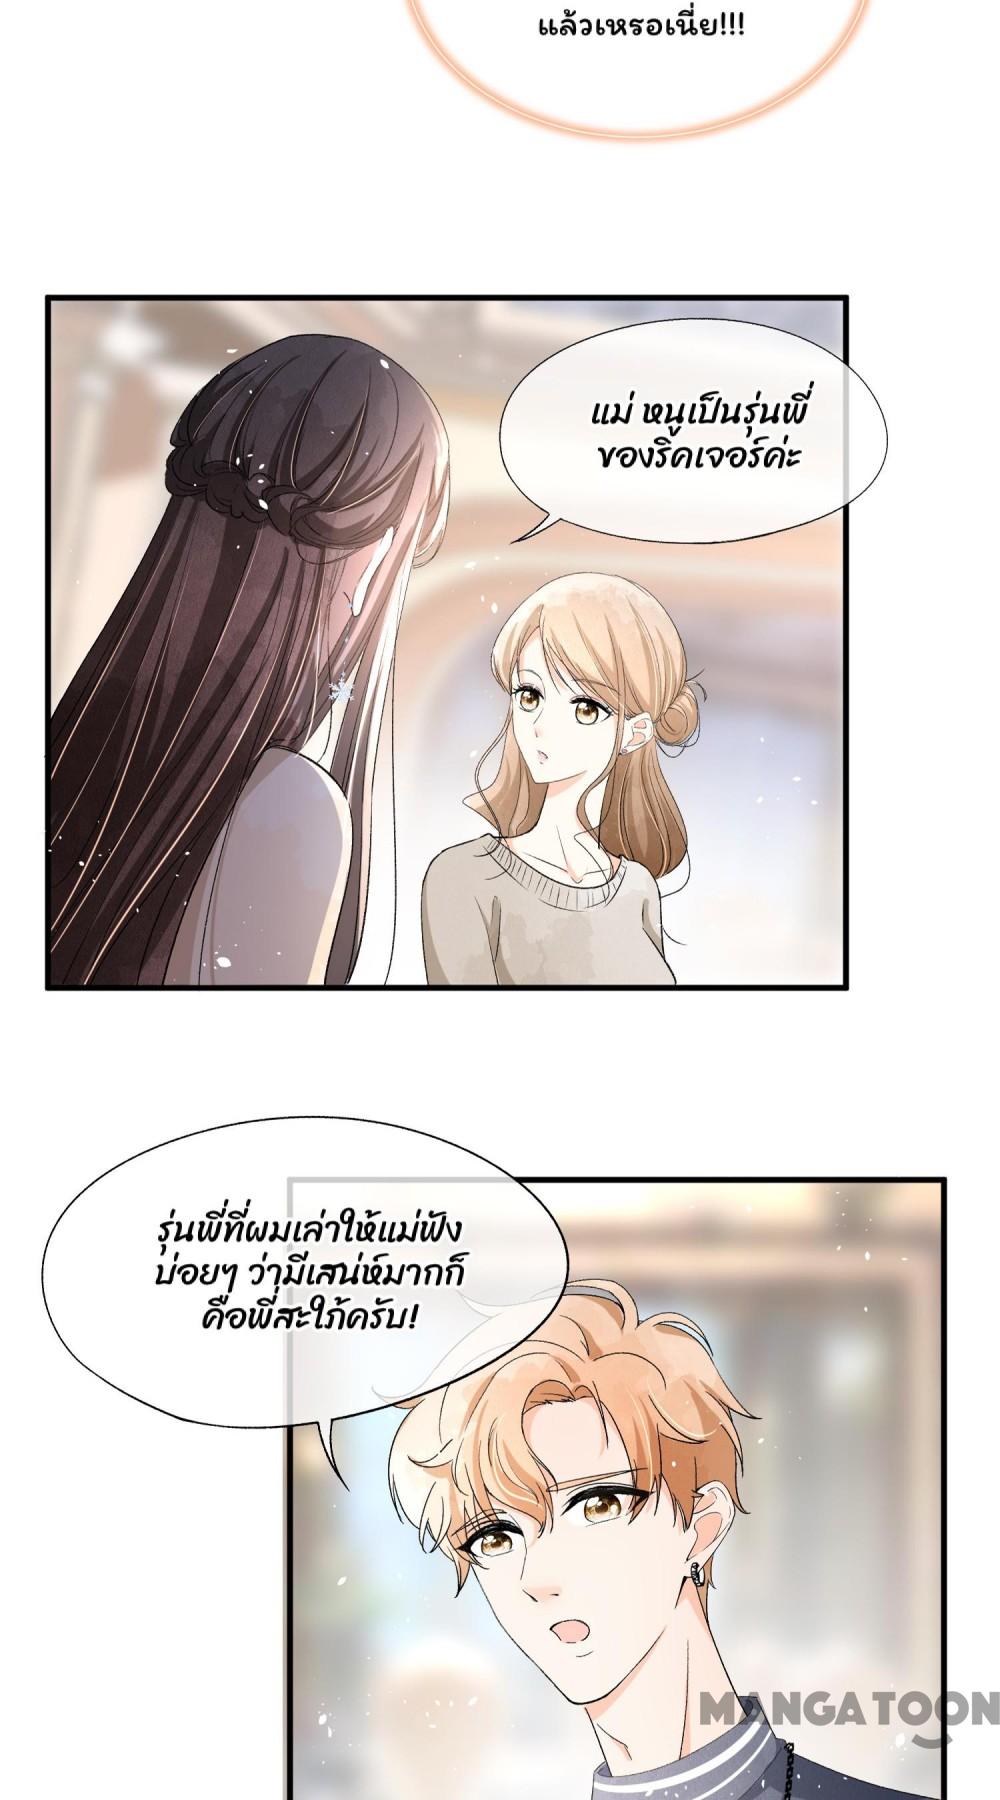 แล้วเหรอเนี่ย!!!
แม่ หนูเป็นรุ่นพี่
ของริคเจอร์ค่ะ
รุ่นพี่ที่ผมเล่าให้แม่ฟัง
บ่อยๆ ว่ามีเสน่ห์มากก็
คือพี่สะใภ้ครับ!
MANGATOON